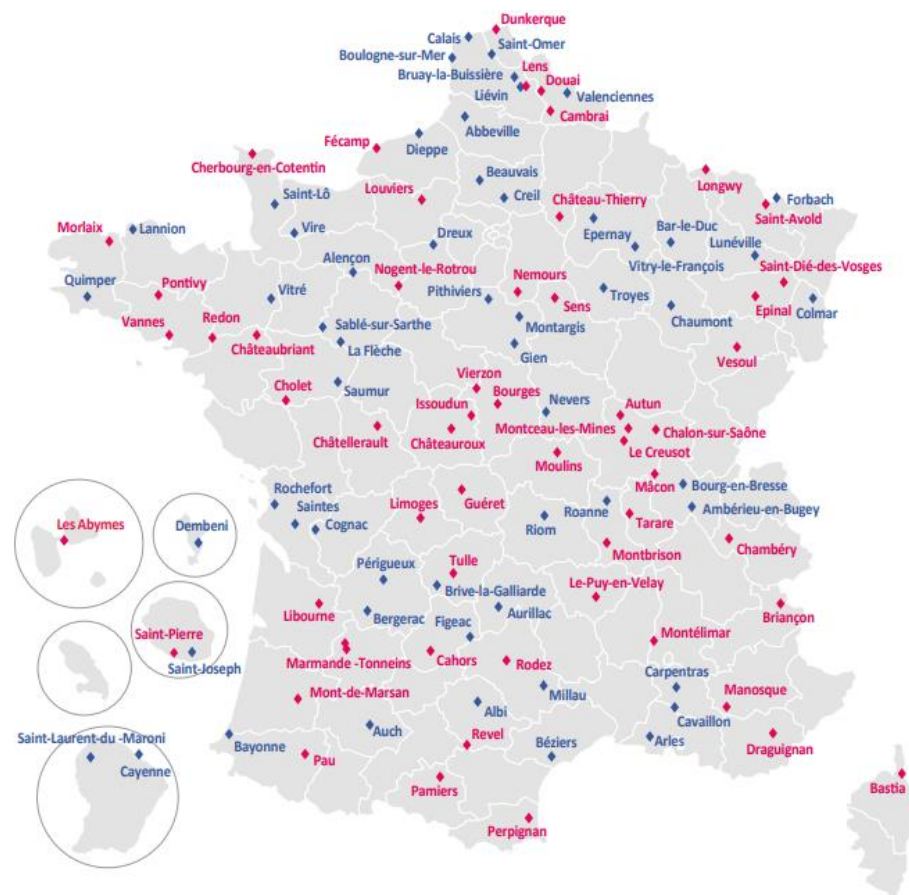 Dunkerque
Calais
Saint-Omer
Boulogne-sur-Mer
Lens
Bruay-la-Buissière
Douai
Liévin
Valenciennes
Cambrai
Abbeville
Fécamp
Dieppe
Cherbourg-en-Cotentin
Beauvais
Longwy
Louviers
Creil
Château-Thierry
Forbach
Saint-Lô
Saint-Avold
Morlaix
Lannion
Vire
Dreux
Epernay
Bar-le-Duc
Lunéville
Alençon
Vitry-le-François
Saint-Dié-des-Vosges
Quimper
Pontivy
Nogent-le-Rotrou
Nemours
Pithiviers
Troyes
Vitré
Sens
Epinal
Colmar
Vannes
Redon
Sablé-sur-Sarthe
Montargis
Chaumont
Châteaubriant
La Flèche
Gien
Vesoul
Vierzon
Cholet
Saumur
Bourges
Nevers
Issoudun
Autun
Châtellerault
Châteauroux
Montceau-les-Mines
Chalon-sur-Saône
Le Creusot
Moulins
Mâcon
Bourg-en-Bresse
Rochefort
Saintes
Limoges
Guéret
Roanne
Ambérieu-en-Bugey
Les Abymes
Dembeni
Cognac
Riom
Tarare
Montbrison
Chambéry
Périgueux
Tulle
Brive-la-Galliarde
Le-Puy-en-Velay
Libourne
Bergerac
Figeac
Aurillac
Briançon
Saint-Pierre
Saint-Joseph
Marmande -Tonneins
Cahors
Rodez
Montélimar
Carpentras
Mont-de-Marsan
Millau
Manosque
Albi
Cavaillon
Saint-Laurent-du -Maroni
Cayenne
Bayonne
Auch
Revel
Béziers
Arles
Draguignan
Pau
Pamiers
Bastia
Perpignan